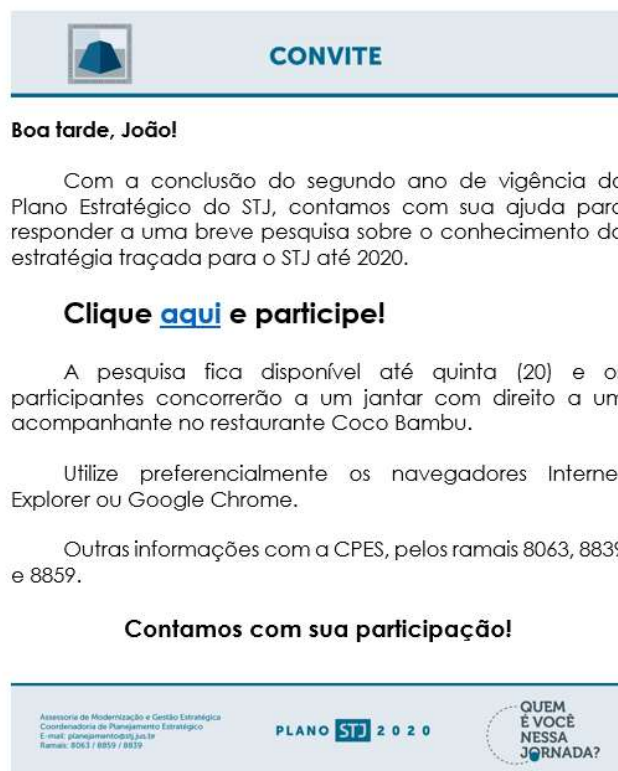 CONVITE
Boa tarde, João!
Com a conclusão do segundo ano de vigência do
Plano Estratégico do STJ, contamos com sua ajuda para
responder a uma breve pesquisa sobre o conhecimento da
estratégia traçada para o STJ até 2020.
Clique aqui e participe!
A pesquisa fica disponível até quinta (20) e os
participantes concorrerão a um jantar com direito a um
acompanhante no restaurante Coco Bambu.
Utilize preferencialmente os navegadores Internet
Explorer ou Google Chrome.
Outras informações com a CPES, pelos ramais 8063, 8839
e 8859.
Contamos com sua participação!
Assessoria de Modernização e Gestão Estratégica
Coordenadoria de Planejamento Estratégico
E-mail: planejamento@stj.jus.br
Ramais: 8063 / 8859 / 8839
PLANO STJ 2020
QUEM
É VOCÊ
NESSA
JORNADA?